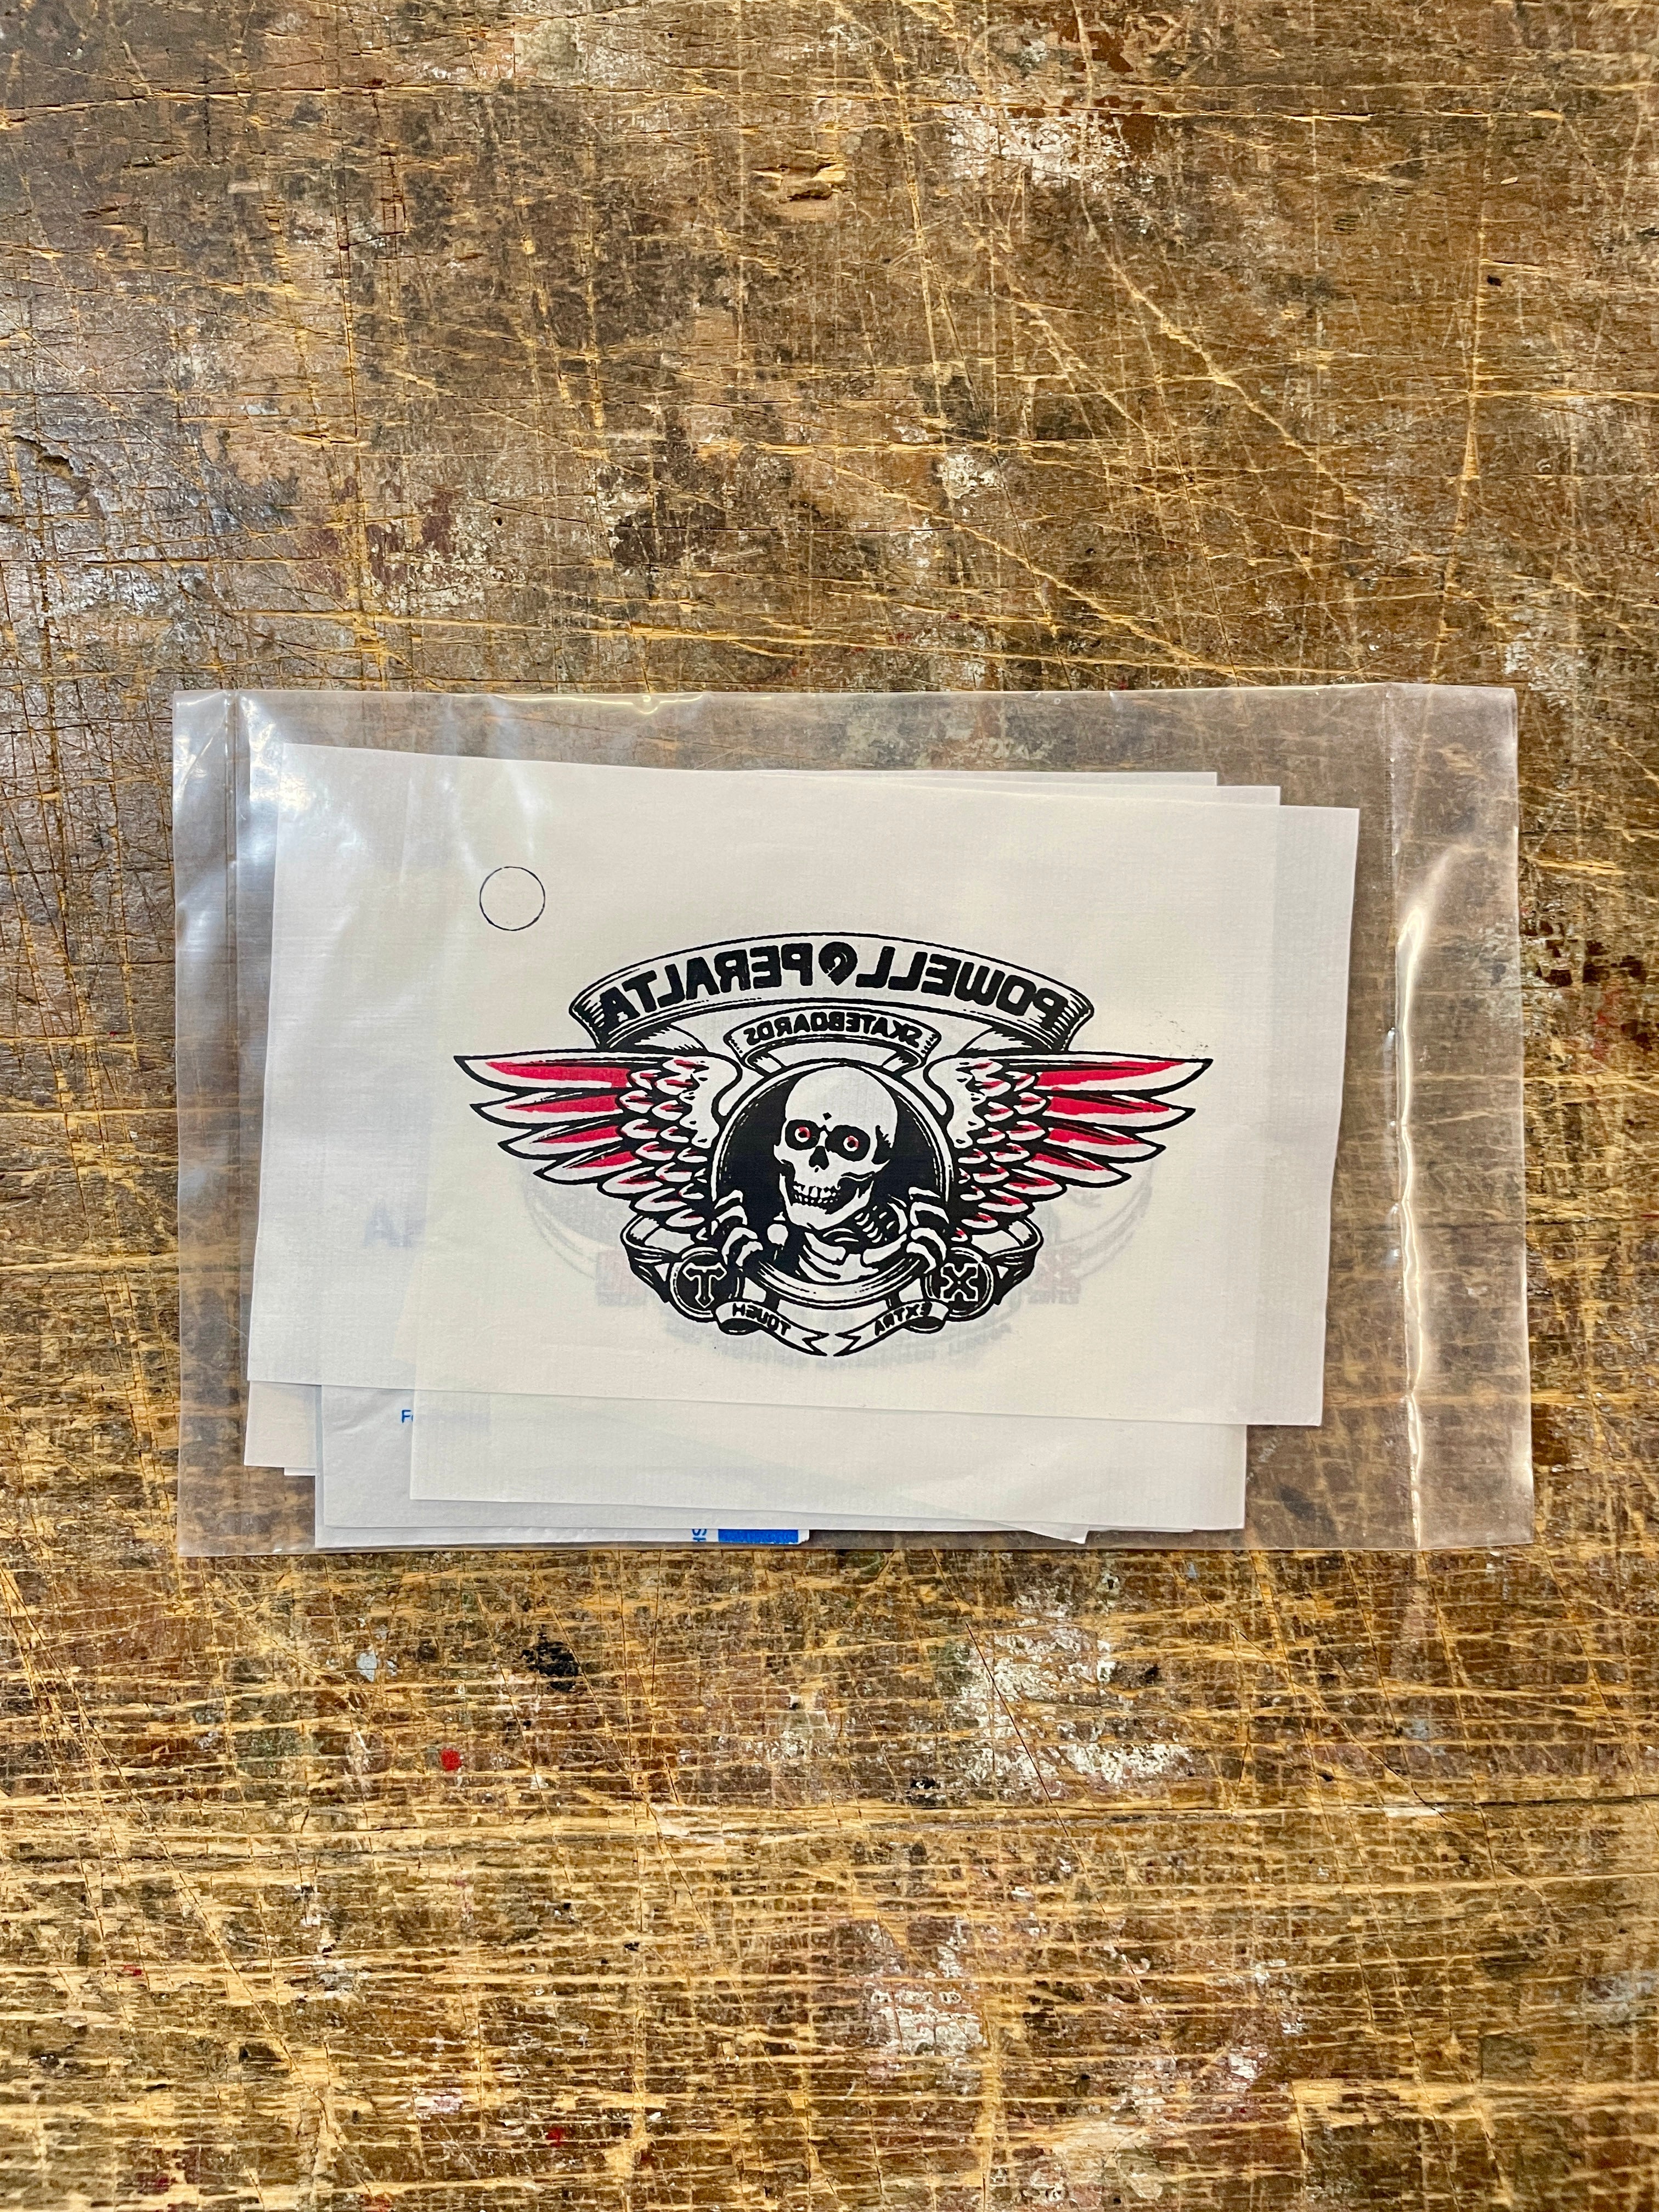 POWELL PERALTA
SKATEBOARDS
T
X
TOUGH
EXTRA